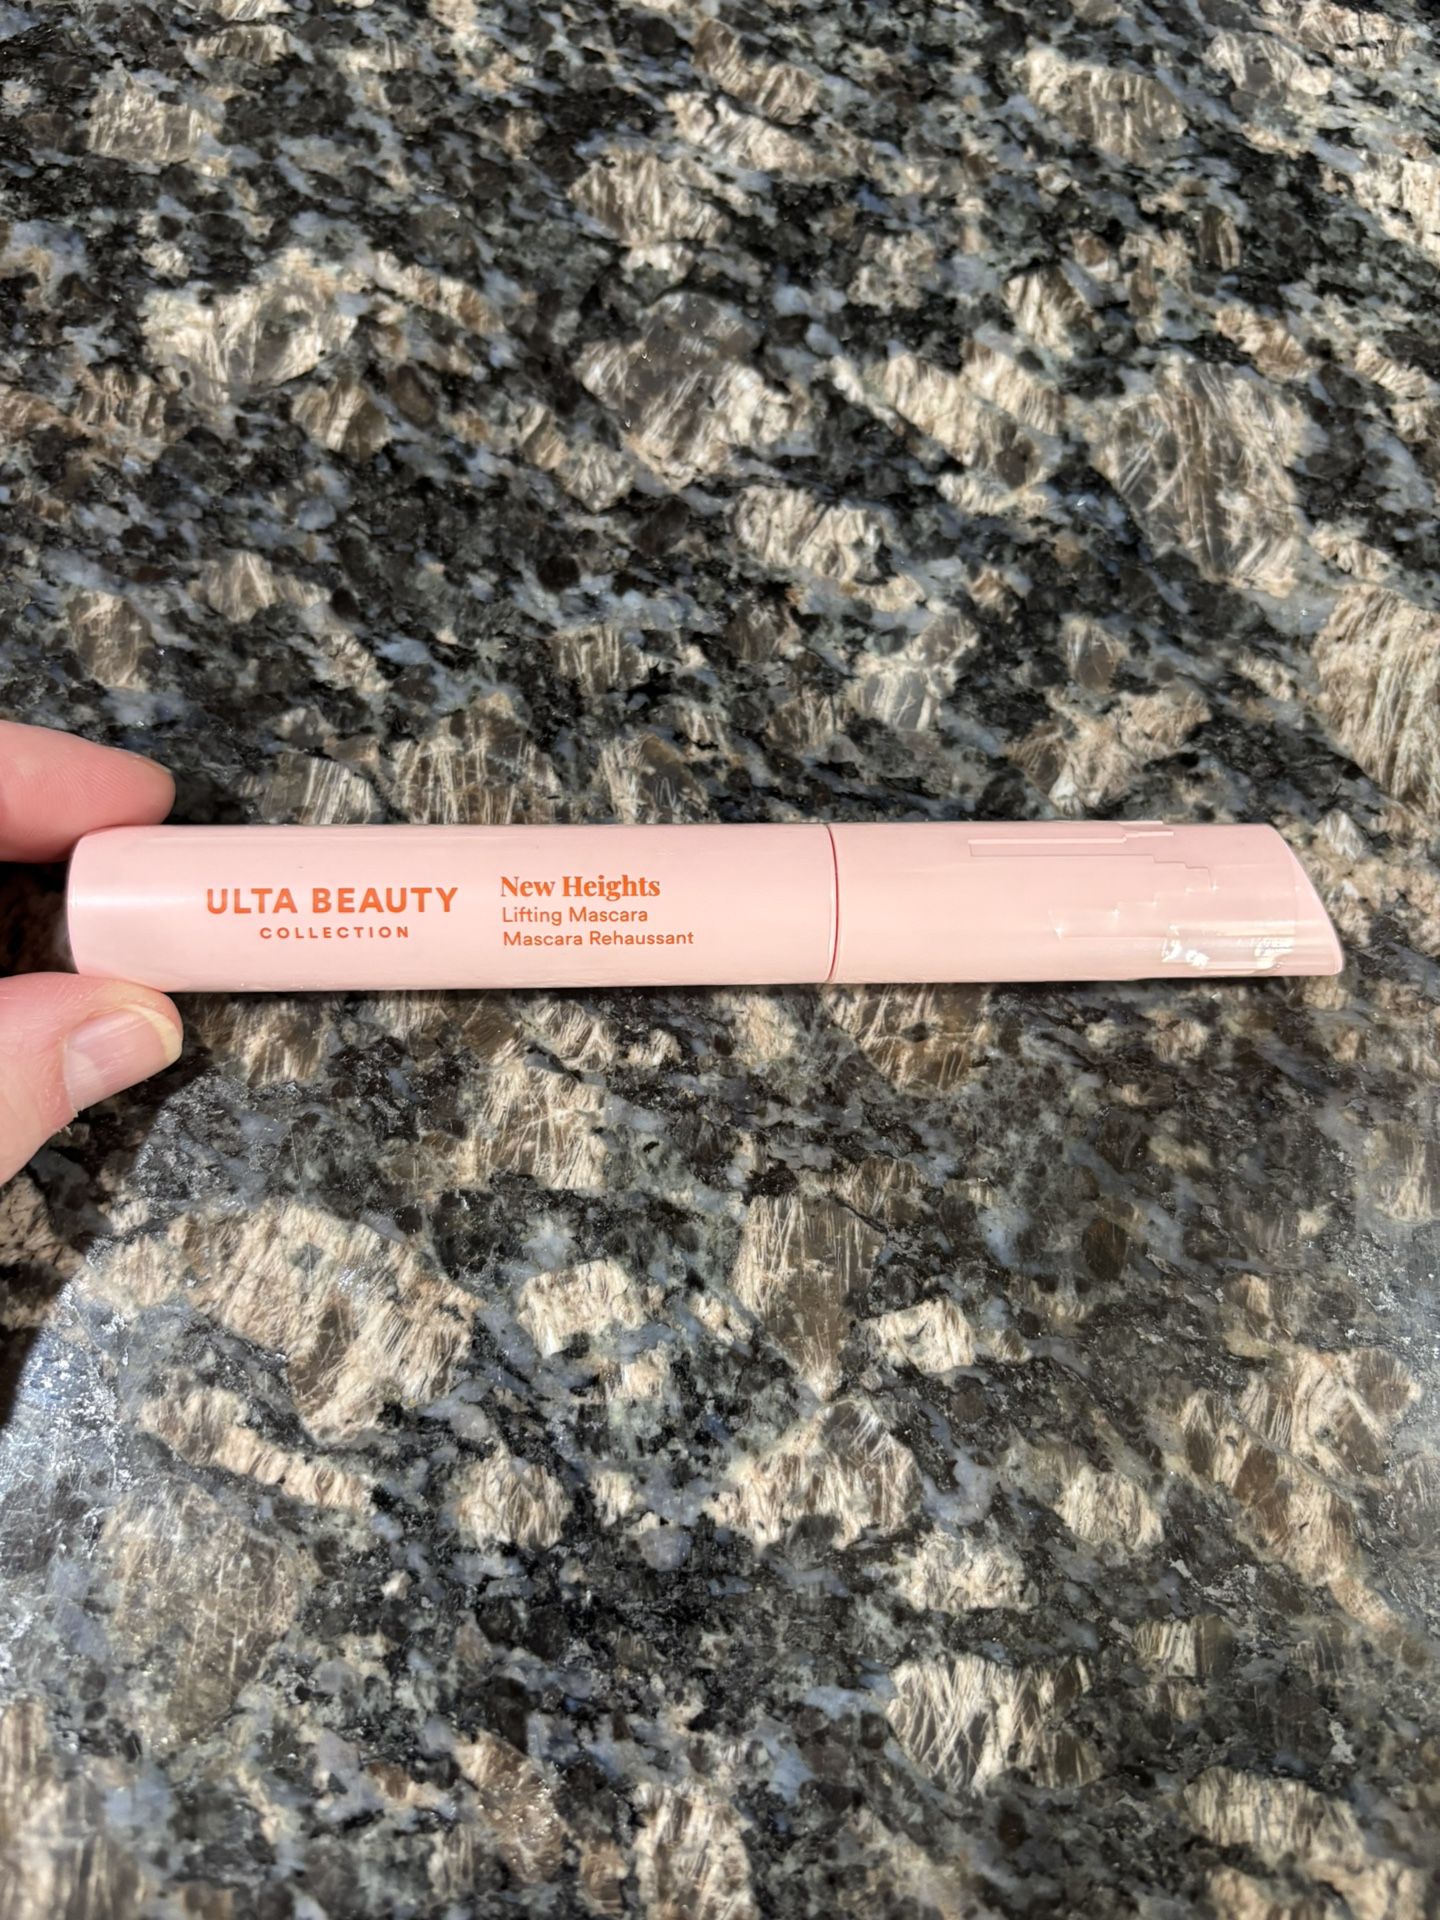 ULTA BEAUTY
COLLECTION
New Heights
Lifting Mascara
Mascara Rehaussant